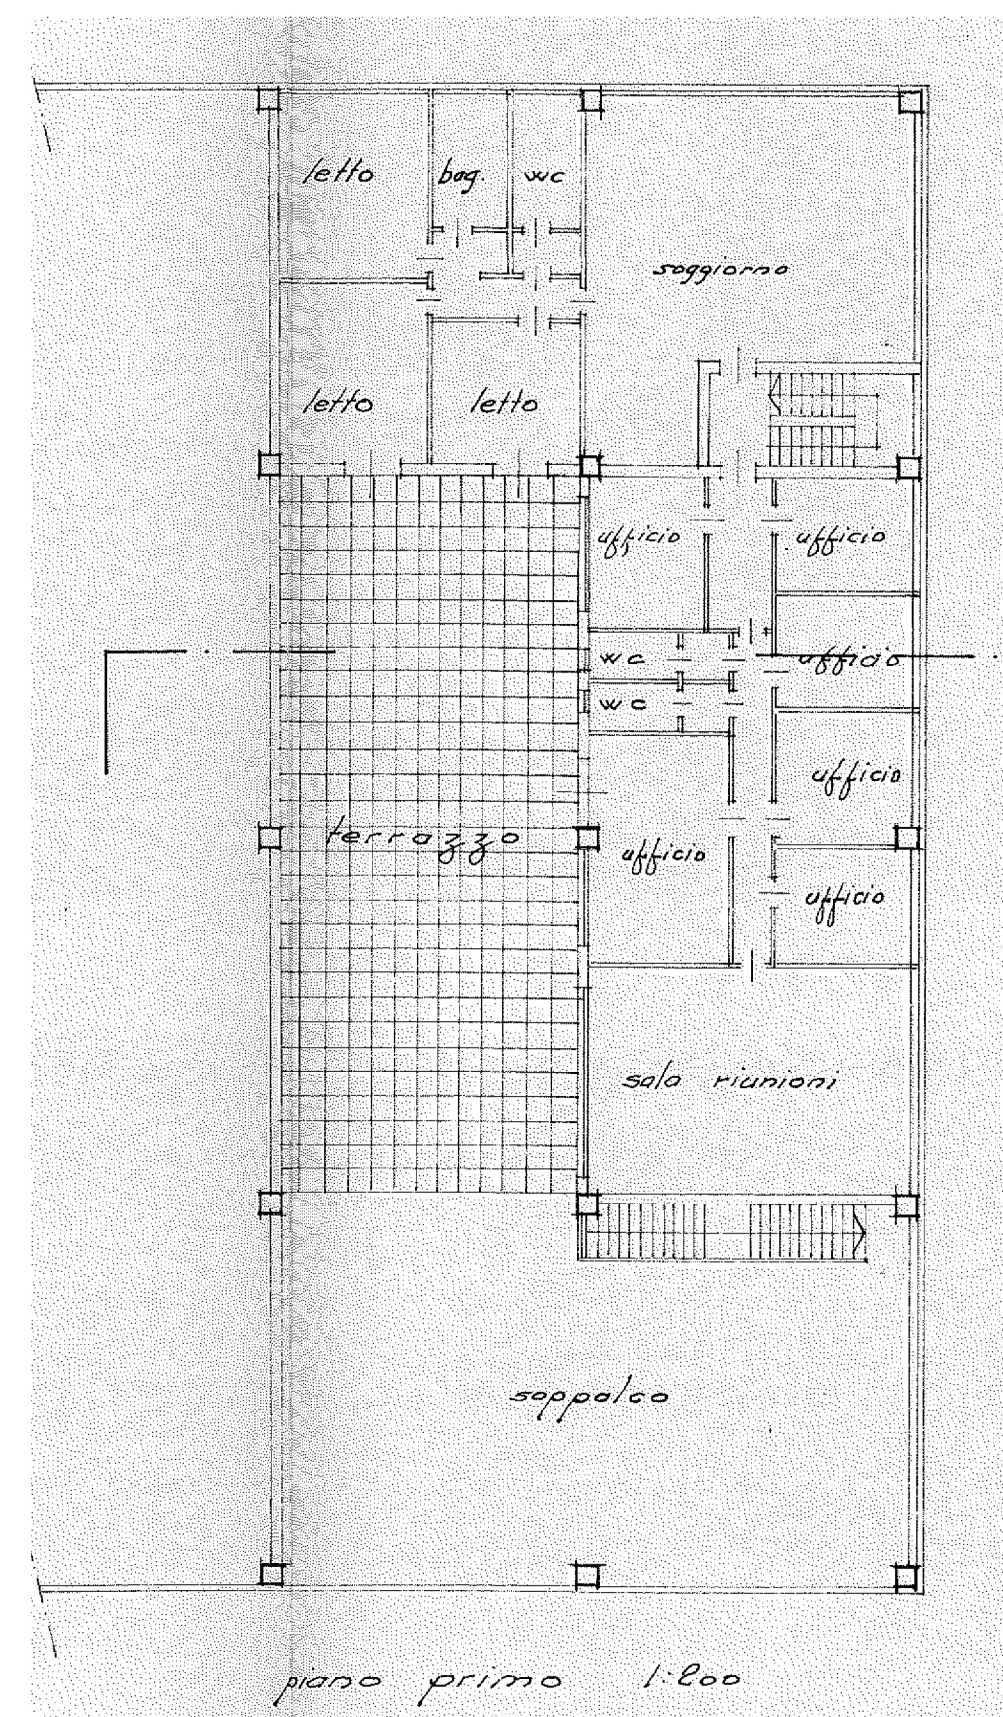 letto bag. wc
soggiorno
letto letto
ufficio ufficio
wc ufficio
wc
ufficio
terrazzo
ufficio
ufficio
sala riunioni
soppalco
piano primo 1:200